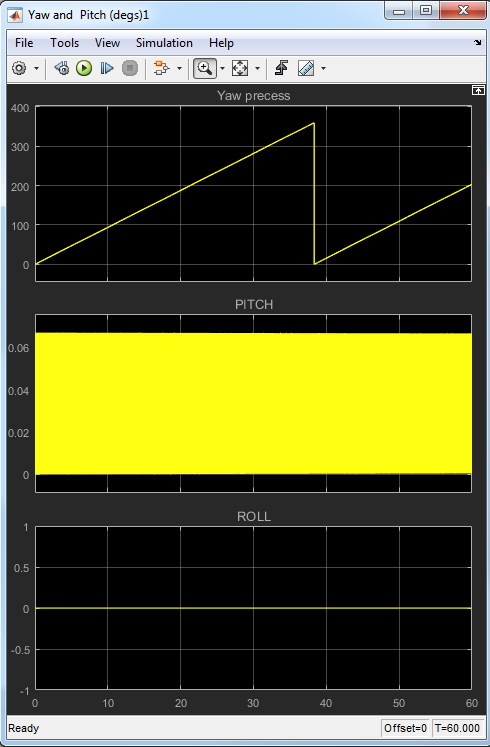 Yaw and  Pitch (degs)1
File Tools View Simulation Help
Yaw precess
400
300
200
100
0
PITCH
0.06
0.04
0.02
0
ROLL
1
0.5
0
-0.5
-1
0 10 20 30 40 50 60
Ready Offset=0 T=60.000